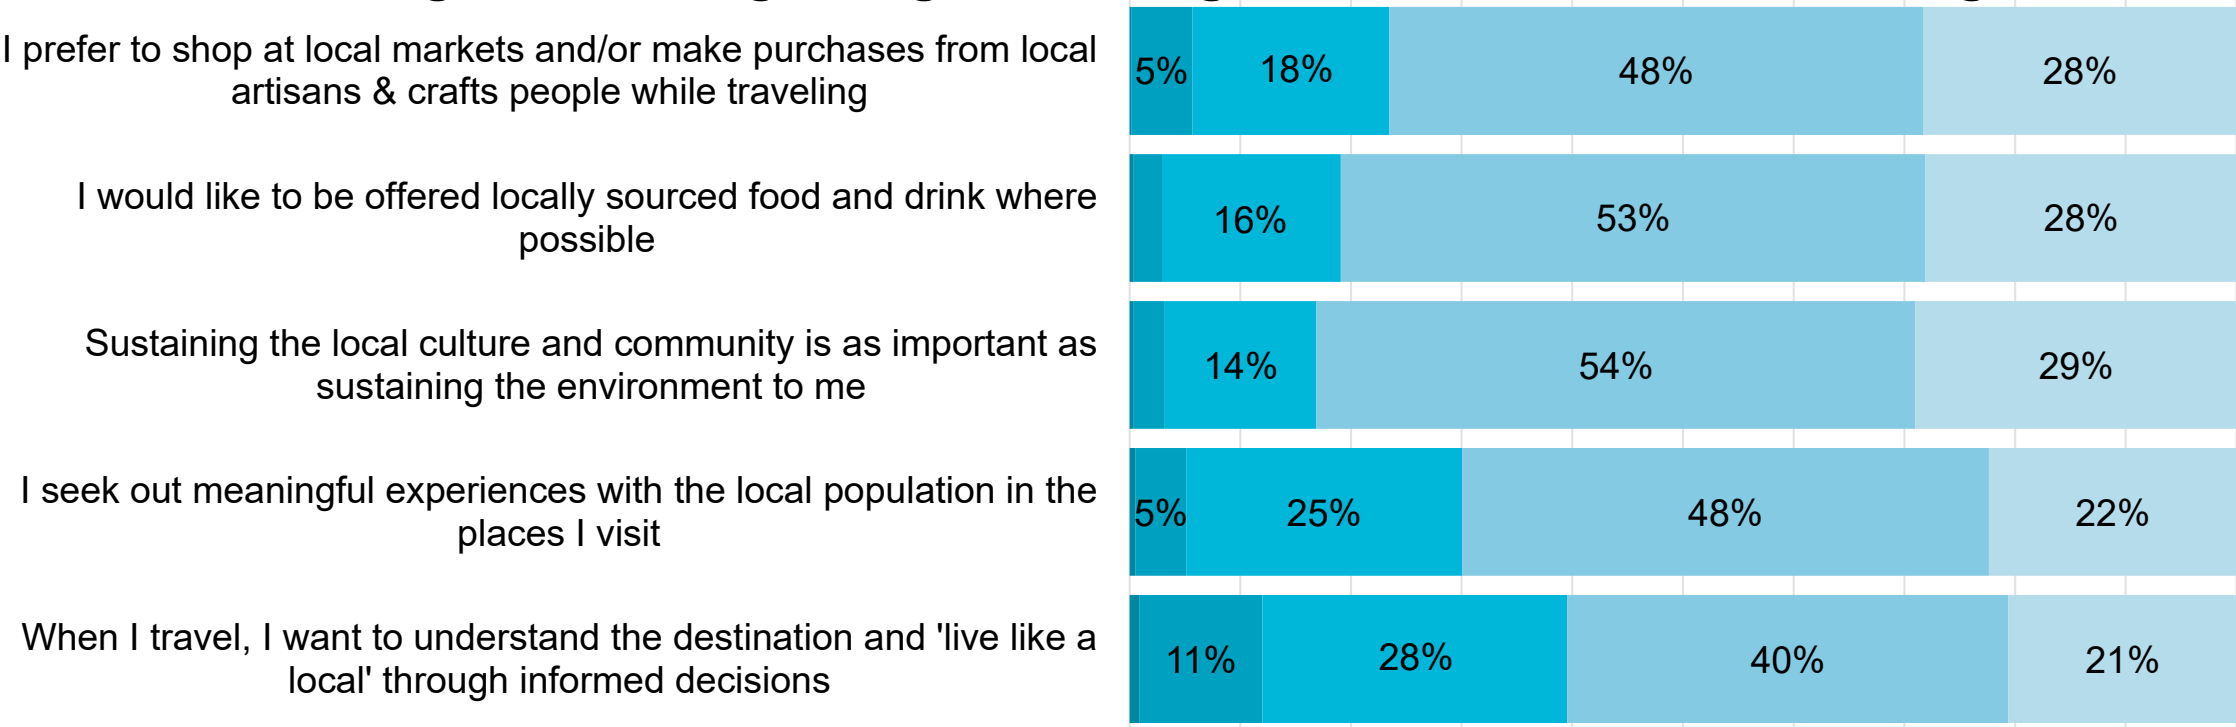 I prefer to shop at local markets and/or make purchases from local
artisans & crafts people while traveling
5% 18% 48% 28%
I would like to be offered locally sourced food and drink where
possible
16% 53% 28%
Sustaining the local culture and community is as important as
sustaining the environment to me
14% 54% 29%
I seek out meaningful experiences with the local population in the
places I visit
5% 25% 48% 22%
When I travel, I want to understand the destination and 'live like a
local' through informed decisions
11% 28% 40% 21%